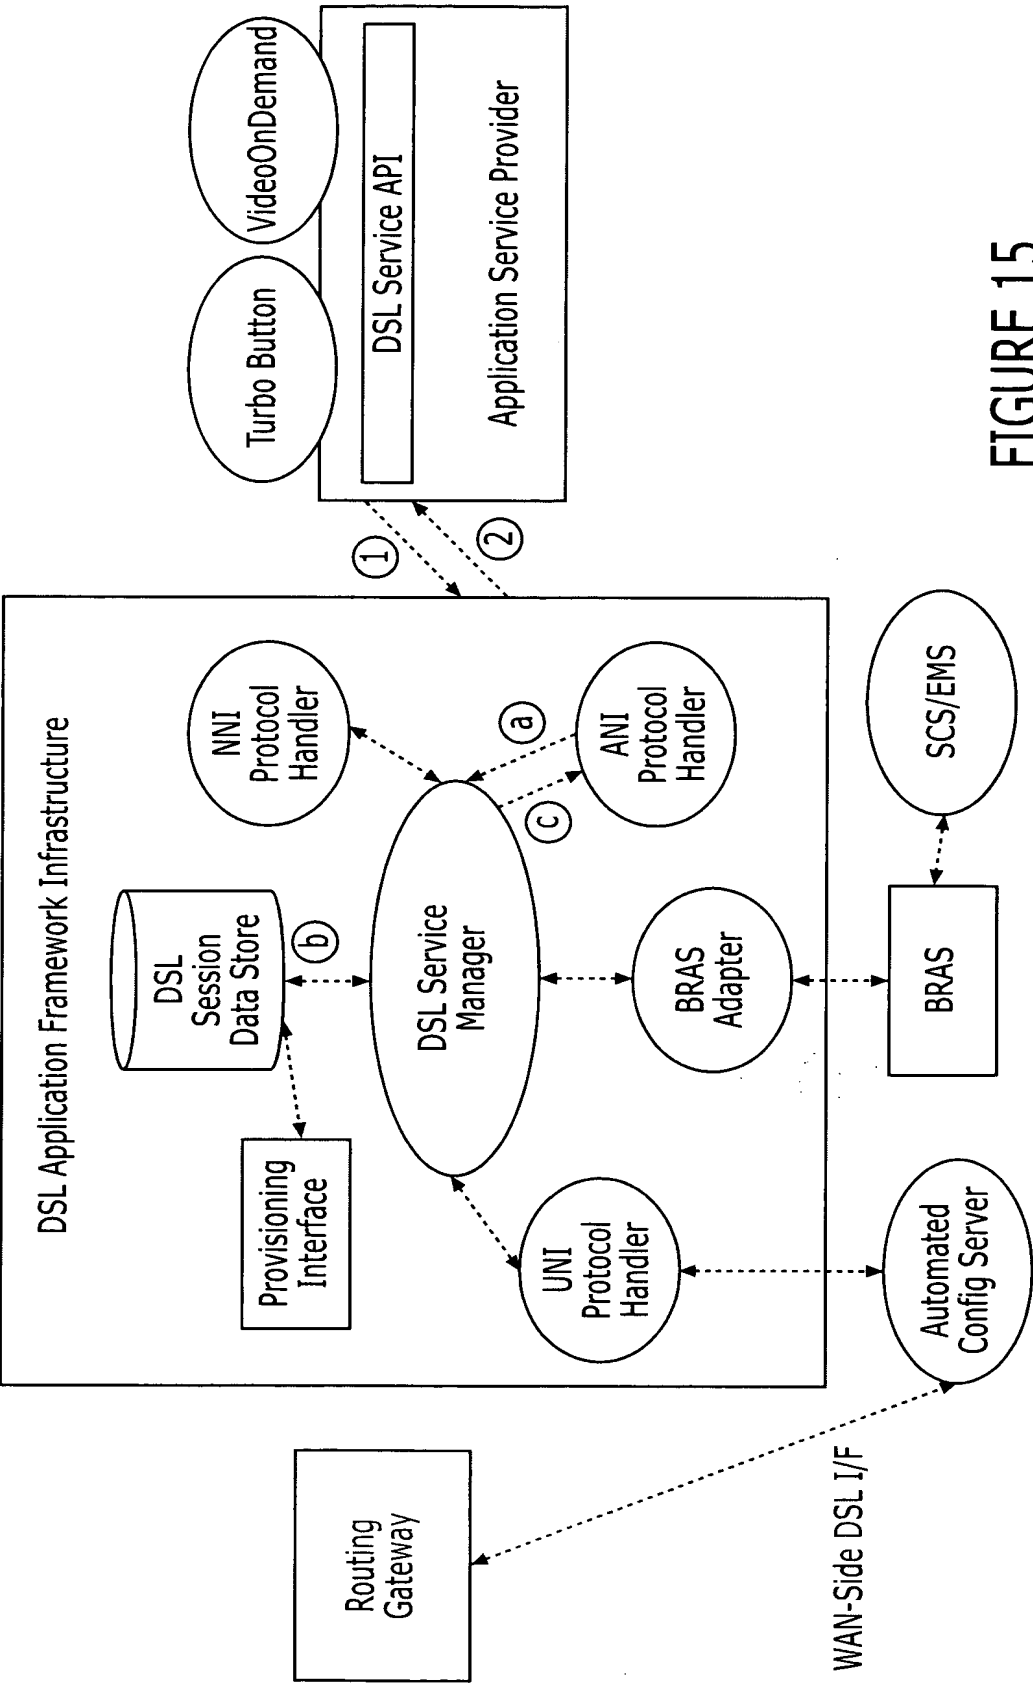 DSL Application Framework Infrastructure
Routing
Gateway
Provisioning
Interface
DSL
Session
Data Store
b
NNI
Protocol
Handler
1
2
Turbo Button
VideoOnDemand
DSL Service API
Application Service Provider
DSL Service
Manager
a
c
UNI
Protocol
Handler
BRAS
Adapter
ANI
Protocol
Handler
WAN-Side DSL I/F
Automated
Config Server
BRAS
SCS/EMS
FIGURE 15